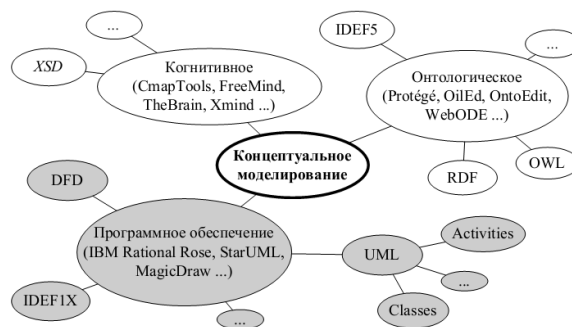 ...
XSD
Когнитивное
(CmapTools, FreeMind,
TheBrain, Xmind ...)
IDEF5
...
Онтологическое
(Protégé, OilEd, OntoEdit,
WebODE ...)
RDF
OWL
Концептуальное
моделирование
DFD
Программное обеспечение
(IBM Rational Rose, StarUML,
MagicDraw ...)
IDEF1X
...
UML
Activities
...
Classes